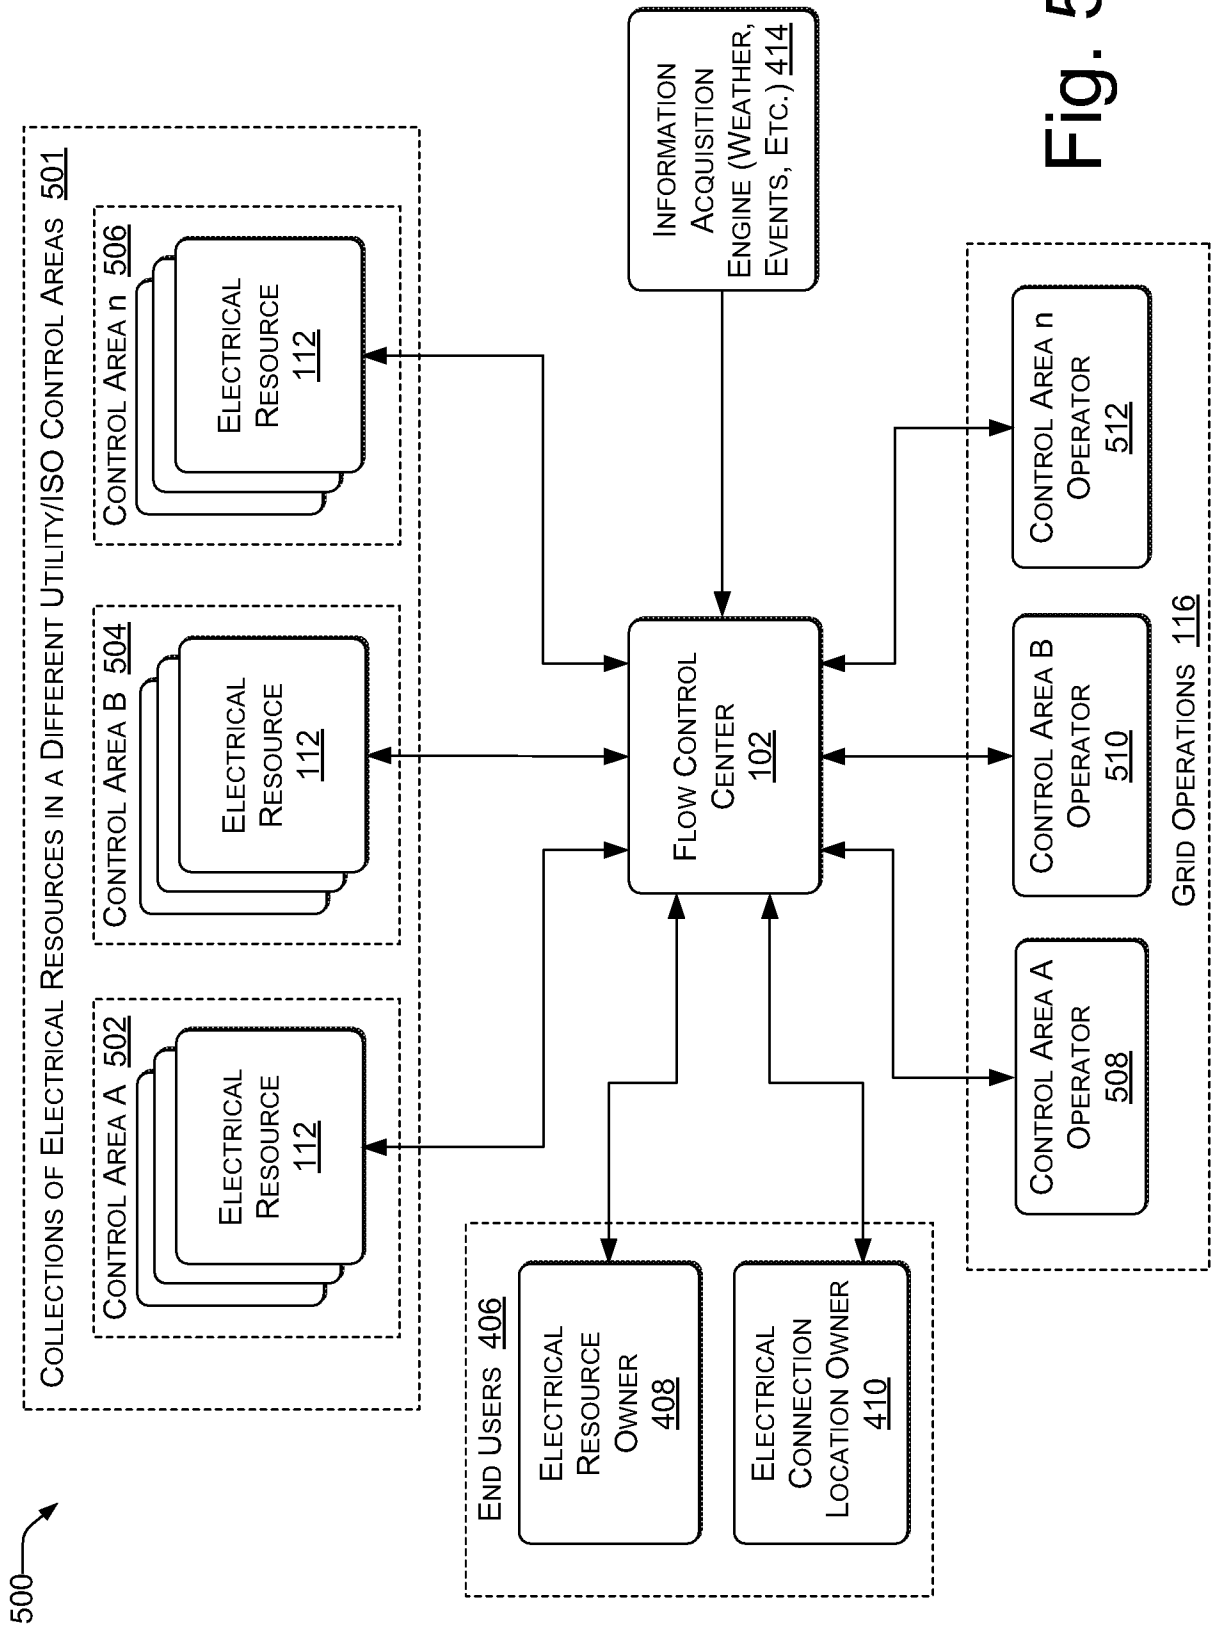 500
COLLECTIONS OF ELECTRICAL RESOURCES IN A DIFFERENT UTILITY/ISO CONTROL AREAS 501
CONTROL AREA A 502
ELECTRICAL
RESOURCE
112
CONTROL AREA B 504
ELECTRICAL
RESOURCE
112
CONTROL AREA n 506
ELECTRICAL
RESOURCE
112
END USERS 406
ELECTRICAL
RESOURCE
OWNER
408
ELECTRICAL
CONNECTION
LOCATION OWNER
410
FLOW CONTROL
CENTER
102
INFORMATION
ACQUISITION
ENGINE (WEATHER,
EVENTS, ETC.) 414
CONTROL AREA A
OPERATOR
508
CONTROL AREA B
OPERATOR
510
CONTROL AREA n
OPERATOR
512
GRID OPERATIONS 116
Fig. 5